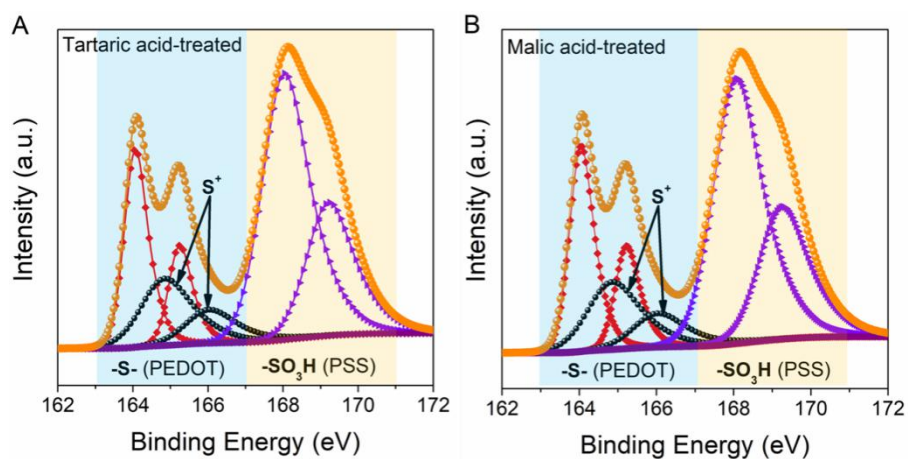 A
Tartaric acid-treated
S⁺
-S- (PEDOT)
-SO₃H (PSS)
Intensity (a.u.)
162 164 166 168 170 172
Binding Energy (eV)
B
Malic acid-treated
S⁺
-S- (PEDOT)
-SO₃H (PSS)
Intensity (a.u.)
162 164 166 168 170 172
Binding Energy (eV)